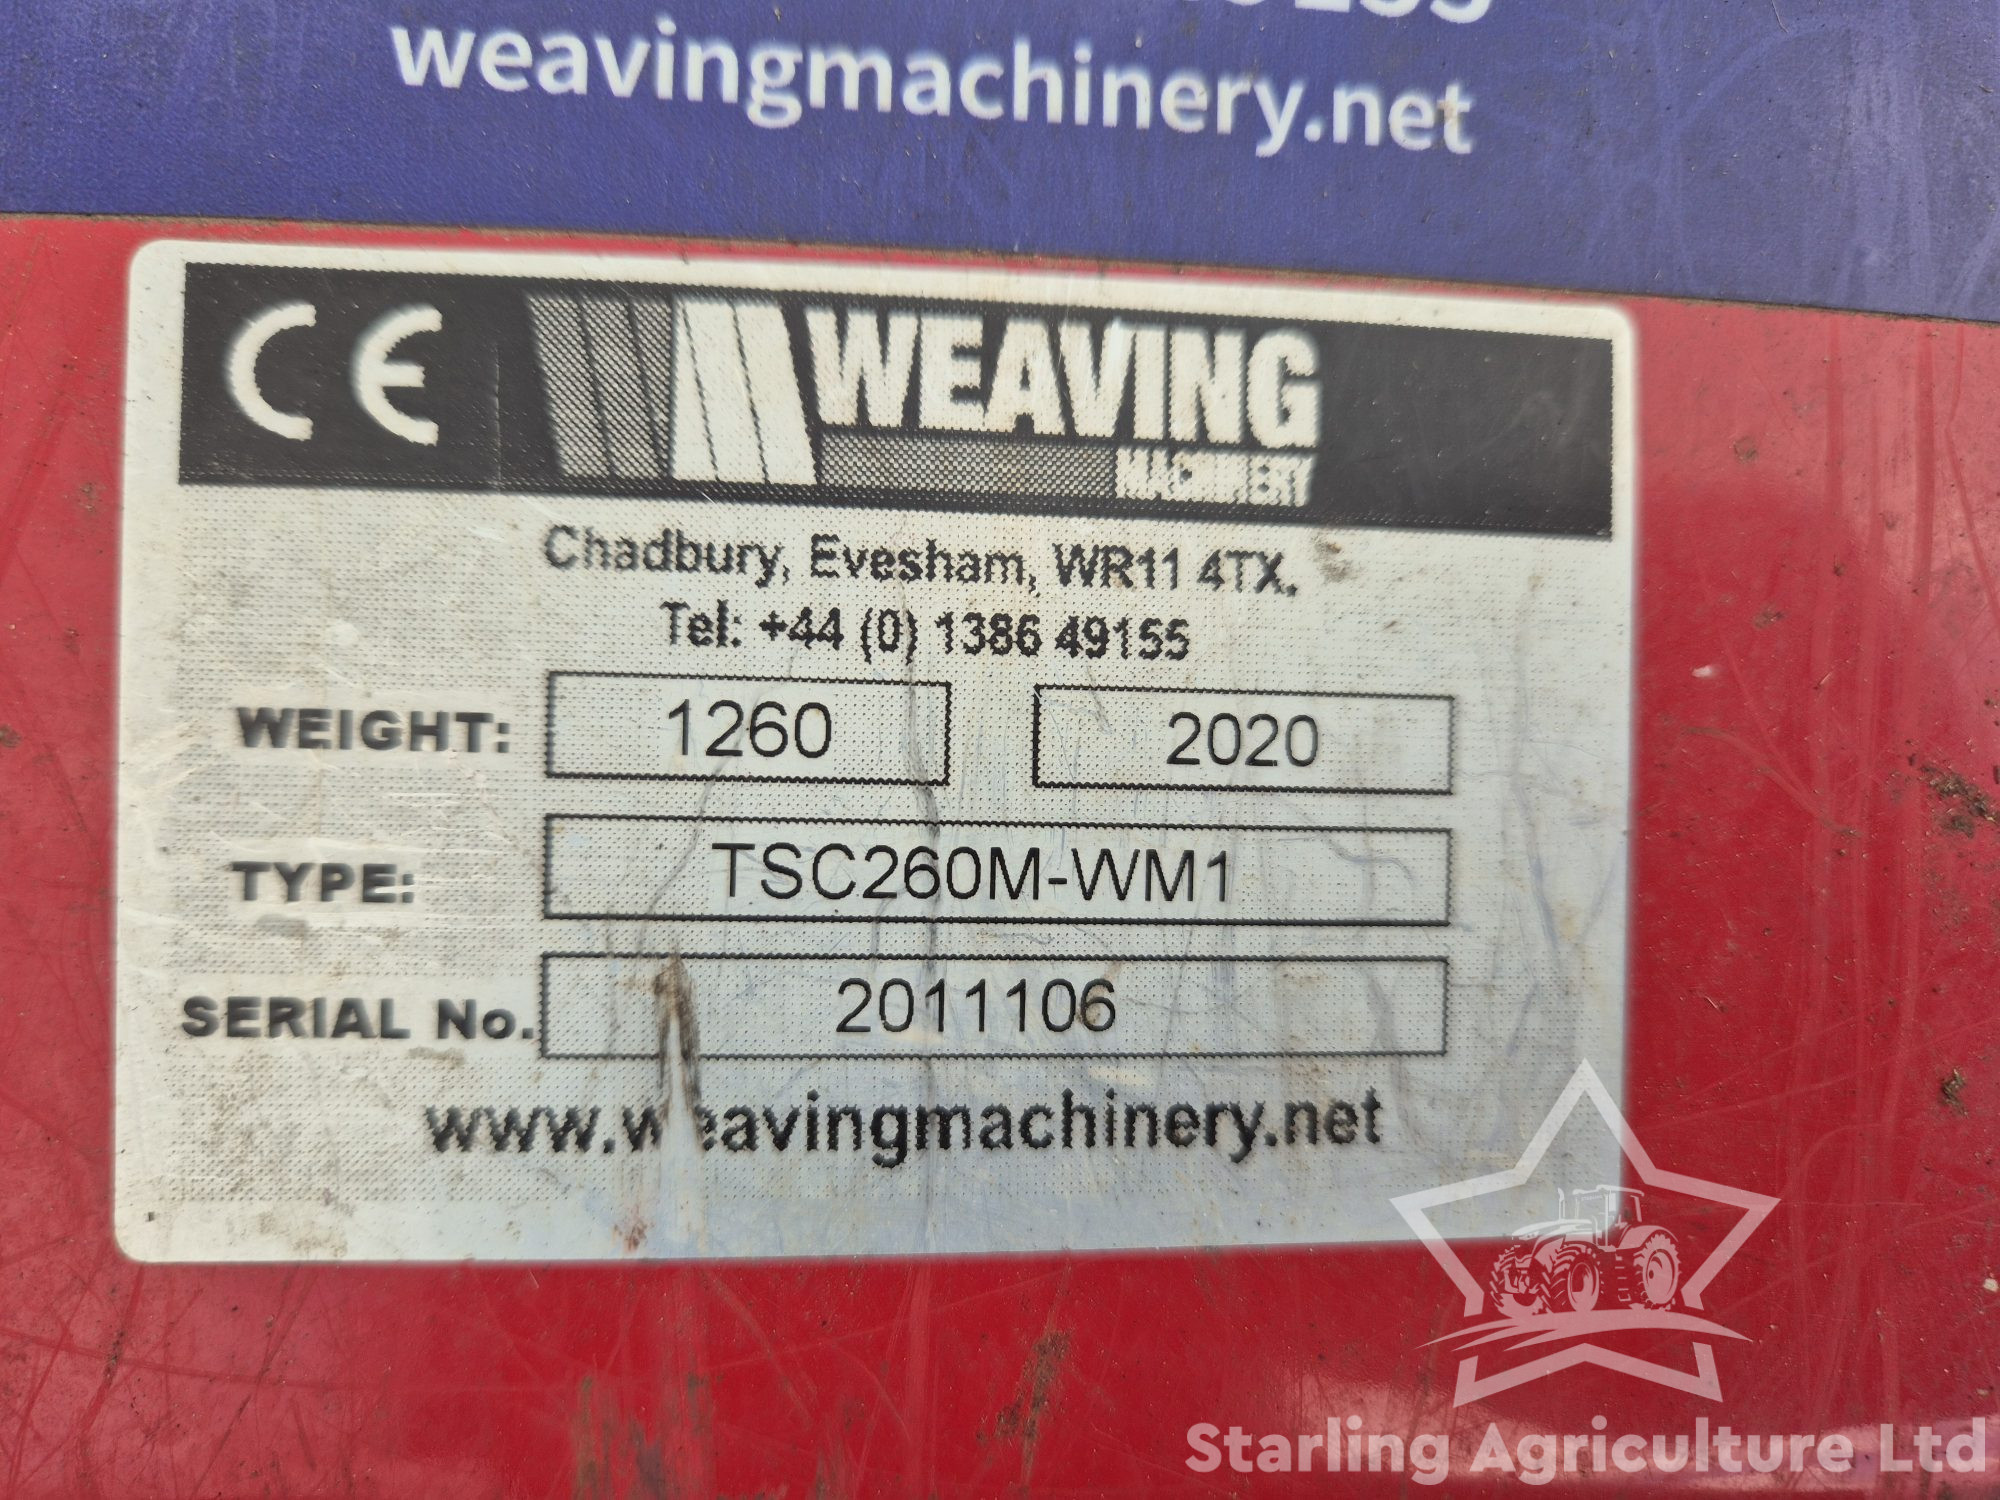 weavingmachinery.net
CE WEAVING
MACHINERY
Chadbury, Evesham, WR11 4TX.
Tel: +44 (0) 1386 49155
WEIGHT: 1260 2020
TYPE: TSC260M-WM1
SERIAL No. 2011106
www.weavingmachinery.net
Starling Agriculture Ltd